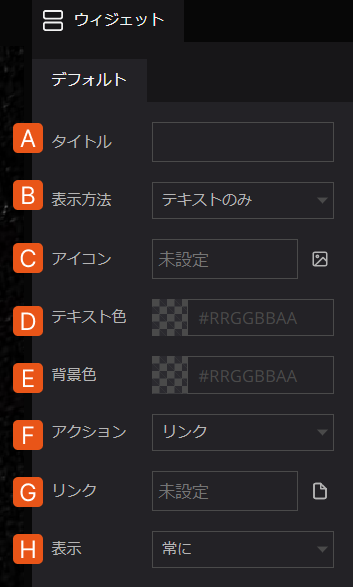 ウィジェット
デフォルト
A タイトル
B 表示方法 テキストのみ
C アイコン 未設定
D テキスト色 #RRGGBBAA
E 背景色 #RRGGBBAA
F アクション リンク
G リンク 未設定
H 表示 常に